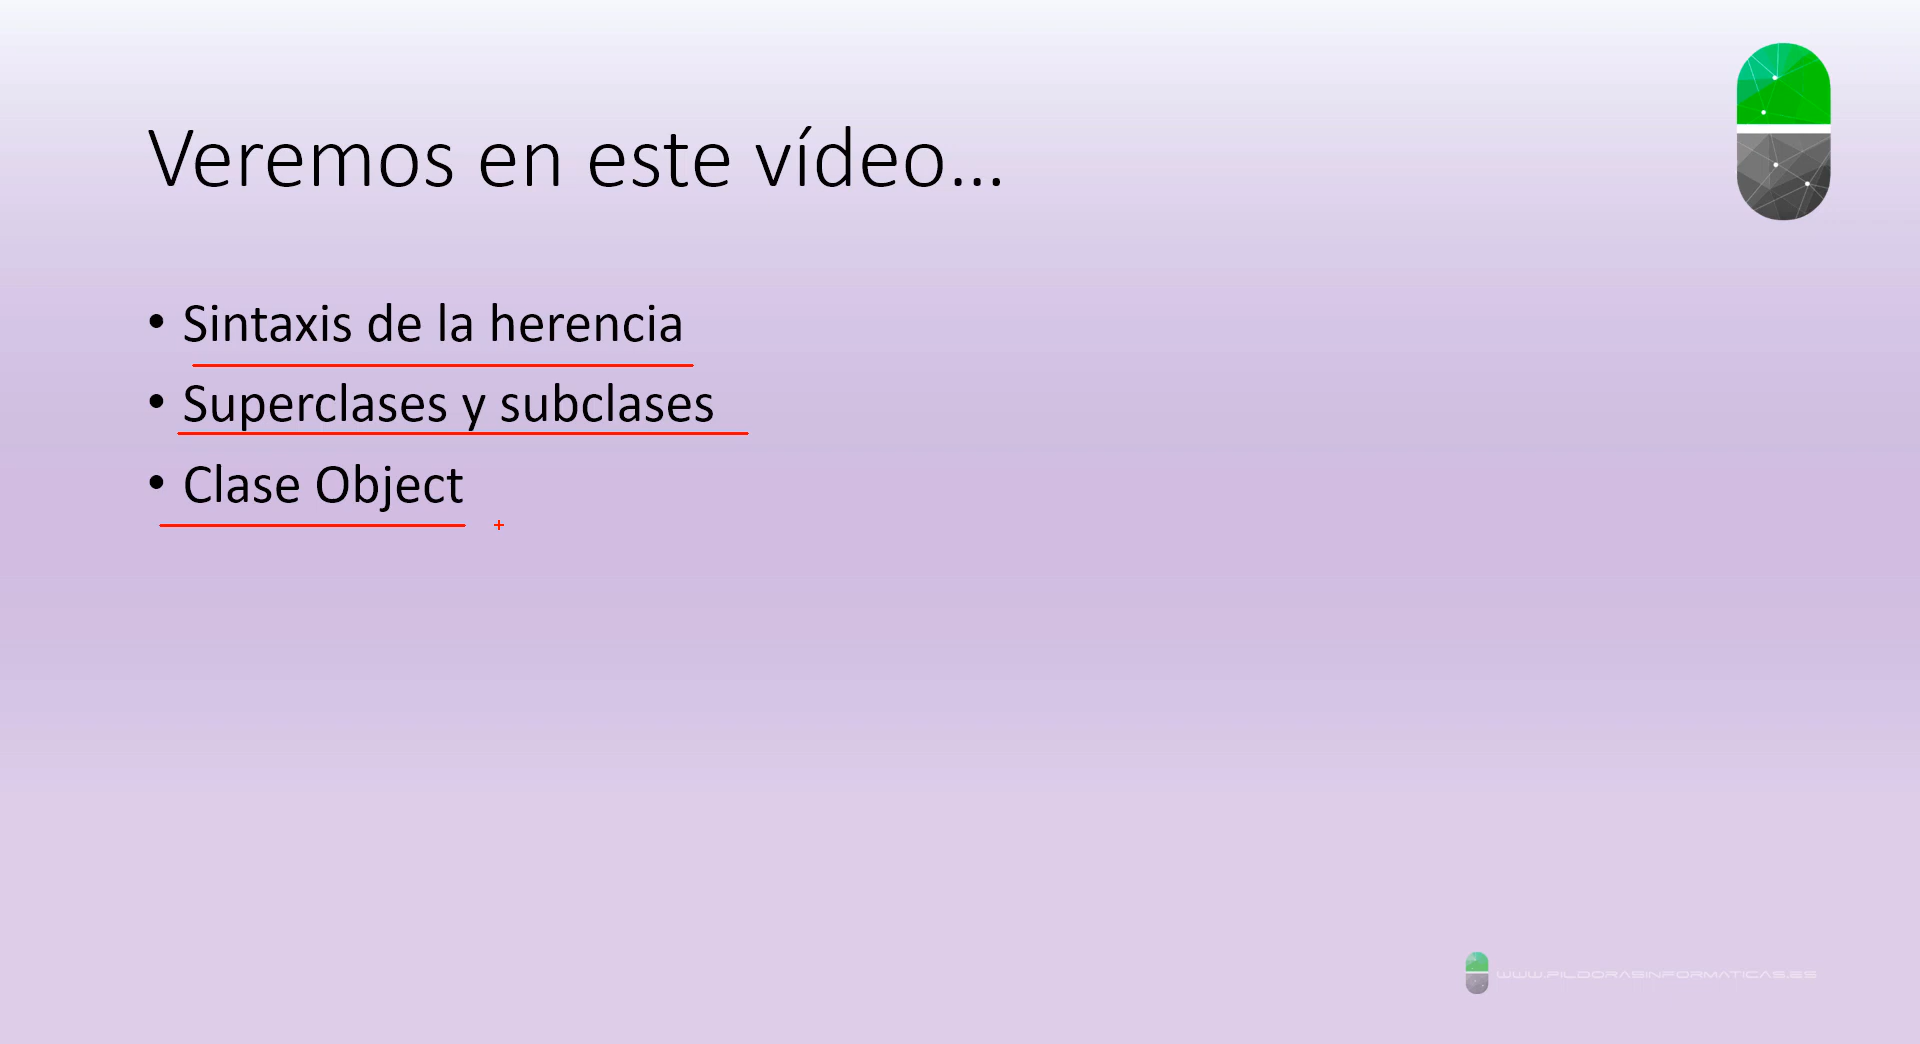 Veremos en este vídeo...
• Sintaxis de la herencia
• Superclases y subclases
• Clase Object
WWW.PILDORASINFORMATICAS.ES